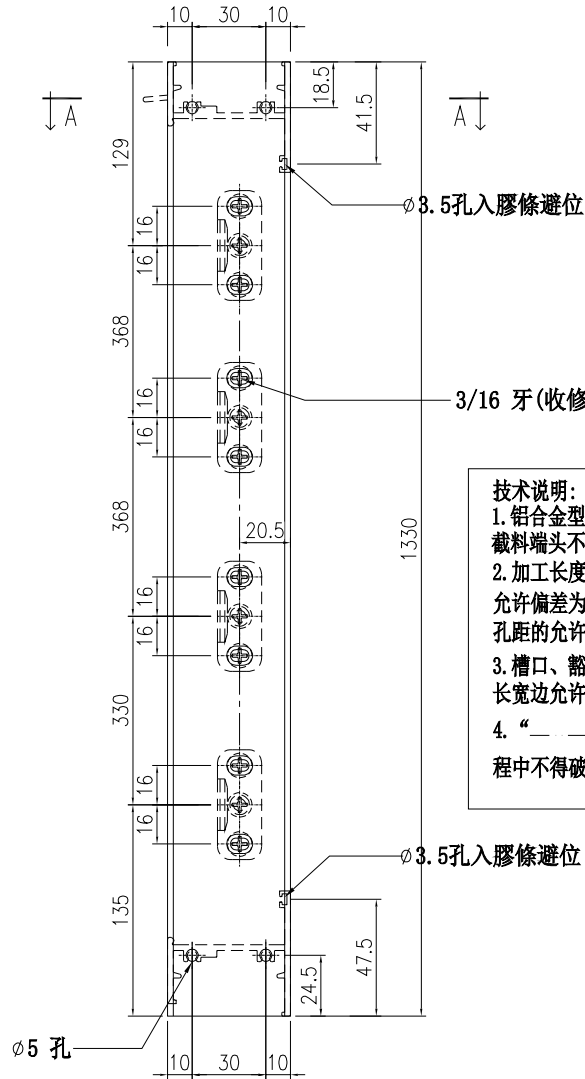 10 30 10
18.5
41.5
A A
129
ø3.5孔入膠條避位
16
16
368
3/16 牙(收修
16
16
368
20.5
1330
技术说明:
1.铝合金型
截料端头不
2.加工长度
允许偏差为
孔距的允许
3.槽口、豁
长宽边允许
4. “__..__
程中不得破
16
16
330
16
16
135
ø3.5孔入膠條避位
47.5
24.5
ø5 孔
10 30 10